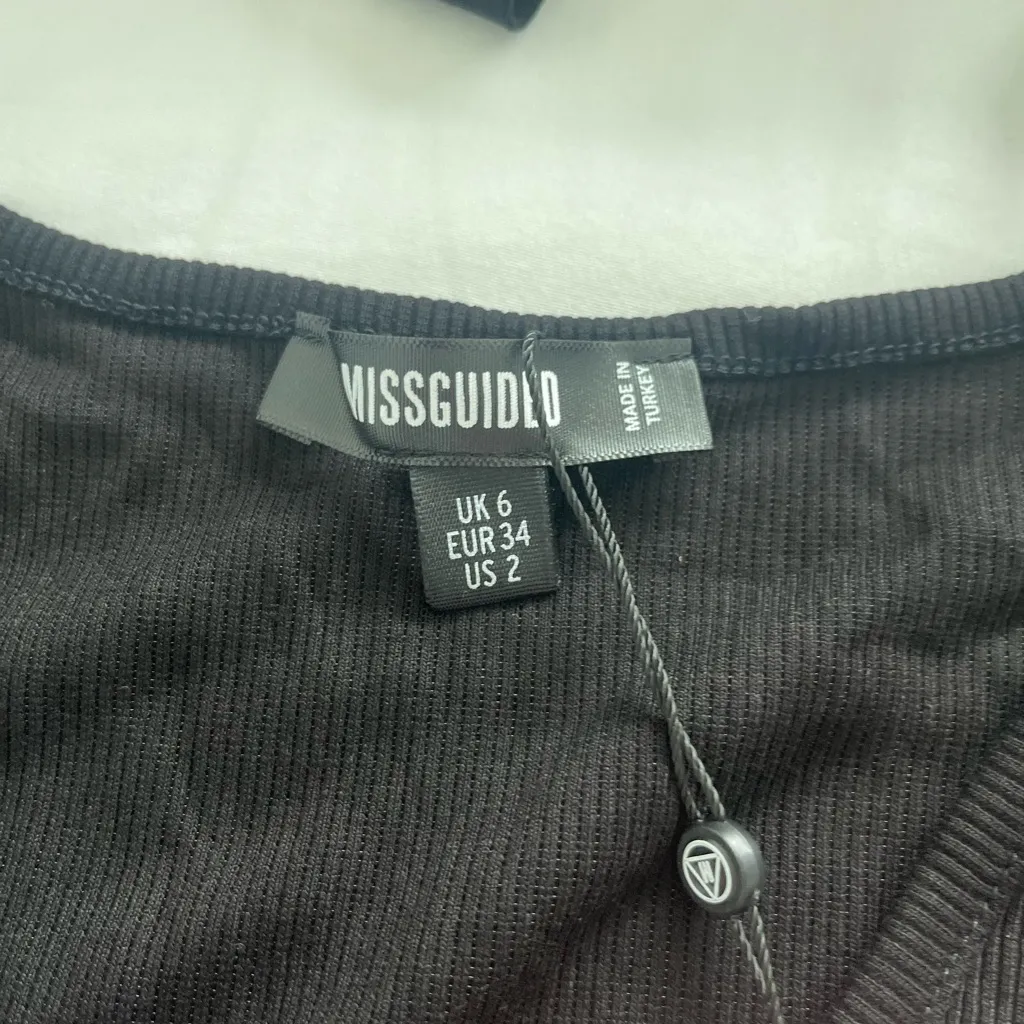 MISSGUIDED
MADE IN
TURKEY
UK 6
EUR 34
US 2